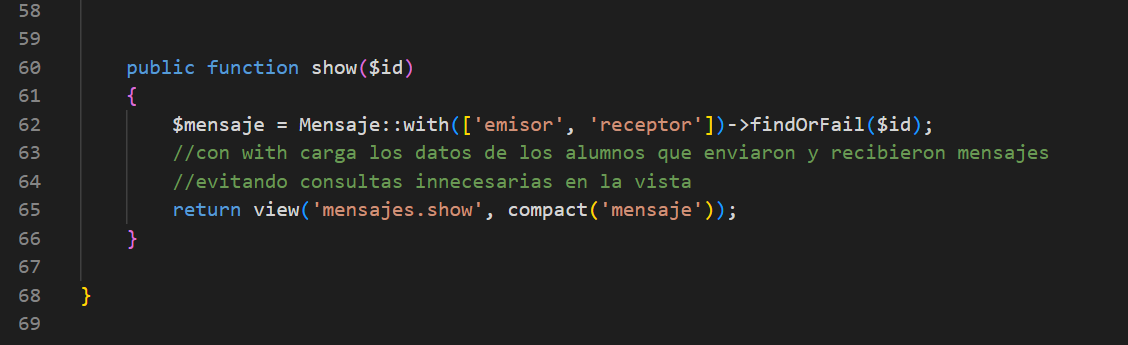 58
59
60 public function show($id)
61 {
62 $mensaje = Mensaje::with(['emisor', 'receptor'])->findOrFail($id);
63 //con with carga los datos de los alumnos que enviaron y recibieron mensajes
64 //evitando consultas innecesarias en la vista
65 return view('mensajes.show', compact('mensaje'));
66 }
67
68 }
69